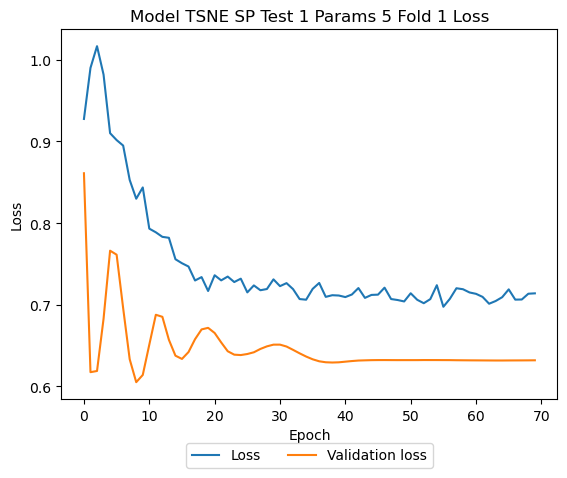 Model TSNE SP Test 1 Params 5 Fold 1 Loss
1.0
0.9
0.8
0.7
0.6
Loss
0 10 20 30 40 50 60 70
Epoch
Loss Validation loss